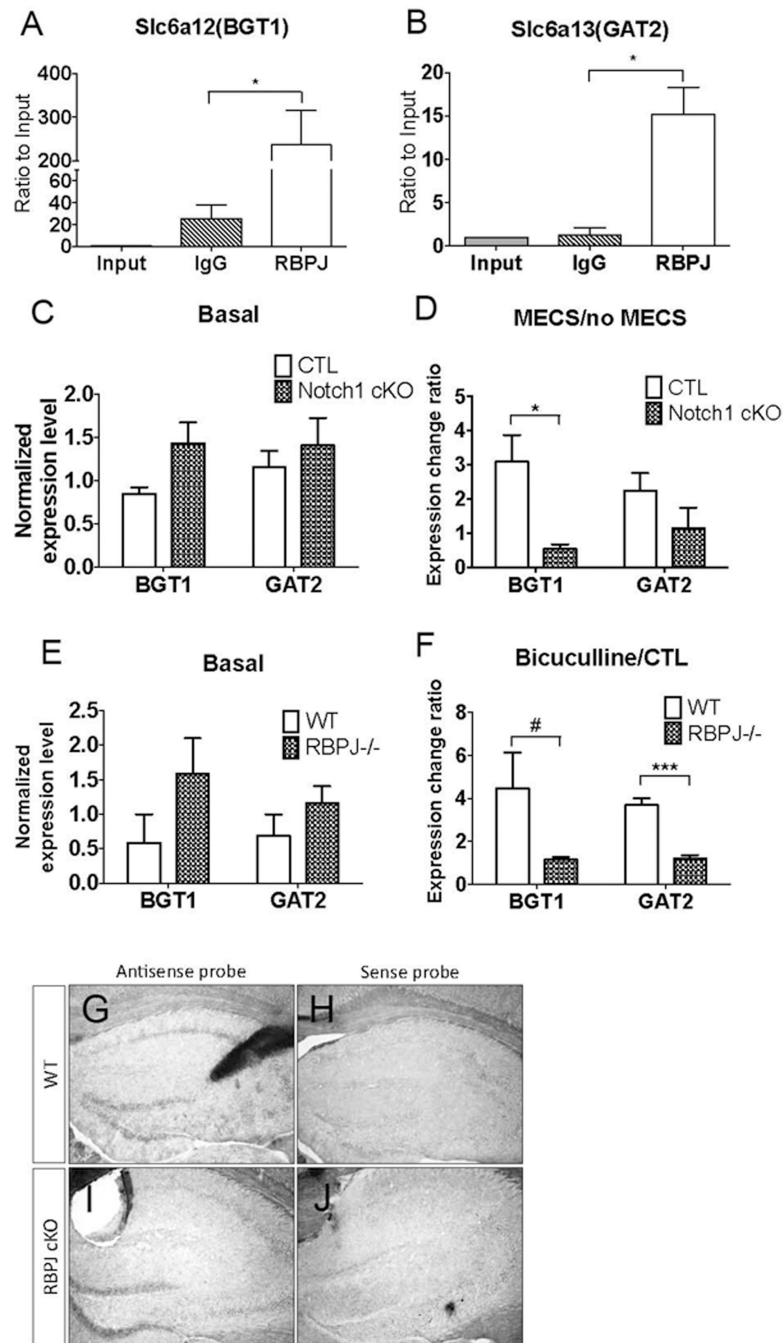 A
Slc6a12(BGT1)
Ratio to Input
400
300
200
60
40
20
0
*
Input IgG RBPJ
B
Slc6a13(GAT2)
Ratio to Input
20
15
10
5
0
*
Input IgG RBPJ
C
Basal
CTL
Notch1 cKO
Normalized
expression level
2.0
1.5
1.0
0.5
0.0
BGT1 GAT2
D
MECS/no MECS
CTL
Notch1 cKO
Expression change ratio
5
4
3
2
1
0
*
BGT1 GAT2
E
Basal
WT
RBPJ-/-
Normalized
expression level
2.5
2.0
1.5
1.0
0.5
0.0
BGT1 GAT2
F
Bicuculline/CTL
WT
RBPJ-/-
Expression change ratio
8
6
4
2
0
#
***
BGT1 GAT2
Antisense probe Sense probe
WT
G H
RBPJ cKO
I J